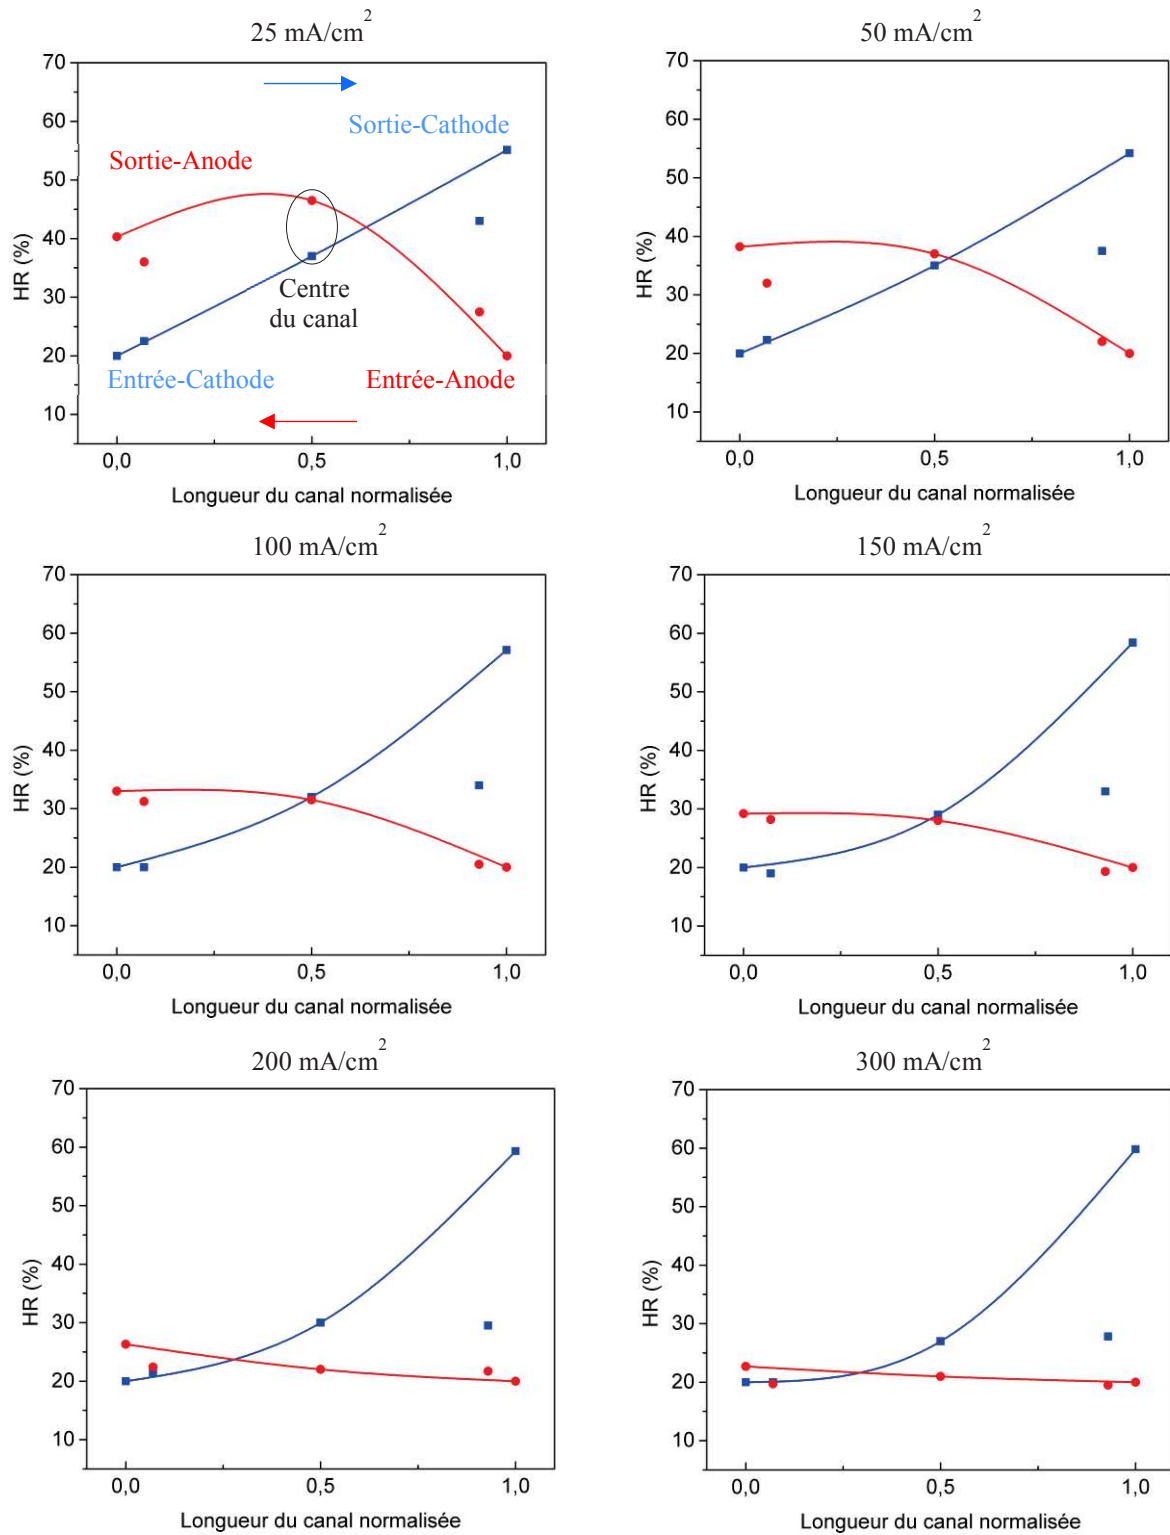 25 mA/cm²
70
60
50
40
30
20
10
HR (%)
Sortie-Cathode
Sortie-Anode
Centre
du canal
Entrée-Cathode
Entrée-Anode
0,0
0,5
1,0
Longueur du canal normalisée
50 mA/cm²
70
60
50
40
30
20
10
HR (%)
0,0
0,5
1,0
Longueur du canal normalisée
100 mA/cm²
70
60
50
40
30
20
10
HR (%)
0,0
0,5
1,0
Longueur du canal normalisée
150 mA/cm²
70
60
50
40
30
20
10
HR (%)
0,0
0,5
1,0
Longueur du canal normalisée
200 mA/cm²
70
60
50
40
30
20
10
HR (%)
0,0
0,5
1,0
Longueur du canal normalisée
300 mA/cm²
70
60
50
40
30
20
10
HR (%)
0,0
0,5
1,0
Longueur du canal normalisée